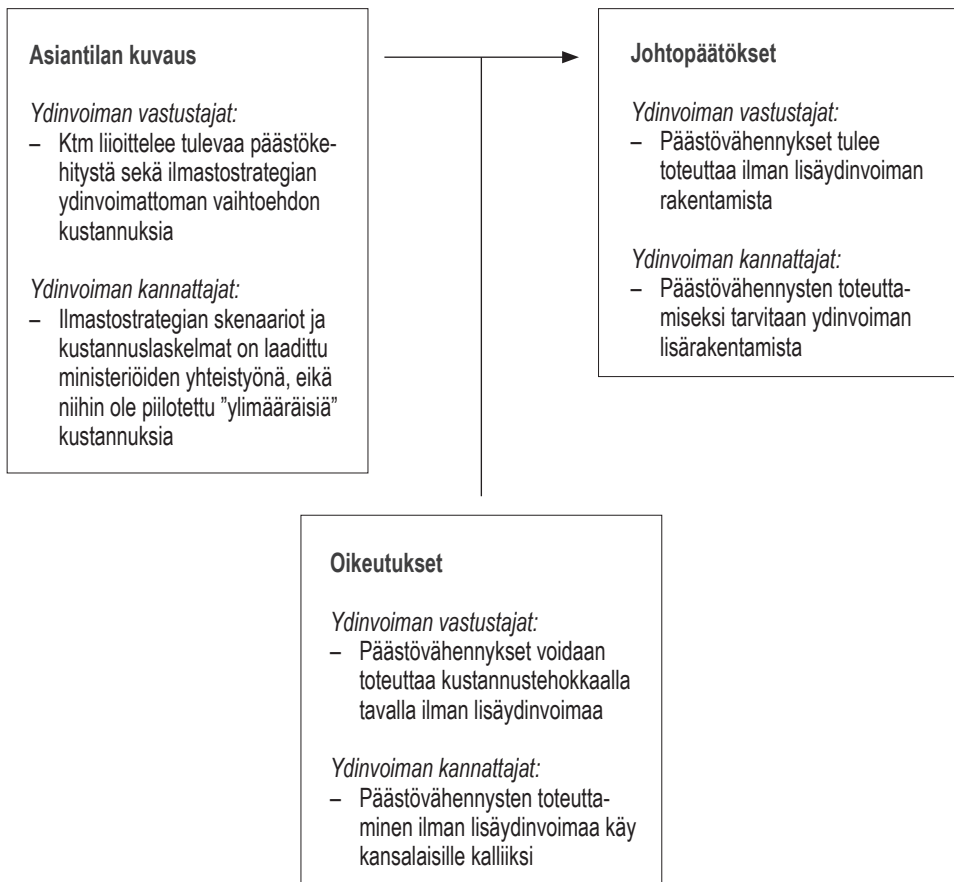 Asiantilan kuvaus
Ydinvoiman vastustajat:
– Ktm liioittelee tulevaa päästöke-
hitystä sekä ilmastostrategian
ydinvoimattoman vaihtoehdon
kustannuksia
Ydinvoiman kannattajat:
– Ilmastostrategian skenaariot ja
kustannuslaskelmat on laadittu
ministeriöiden yhteistyönä, eikä
niihin ole piilotettu ”ylimääräisiä”
kustannuksia
Johtopäätökset
Ydinvoiman vastustajat:
– Päästövähennykset tulee
toteuttaa ilman lisäydinvoiman
rakentamista
Ydinvoiman kannattajat:
– Päästövähennysten toteutta-
miseksi tarvitaan ydinvoiman
lisärakentamista
Oikeutukset
Ydinvoiman vastustajat:
– Päästövähennykset voidaan
toteuttaa kustannustehokkaalla
tavalla ilman lisäydinvoimaa
Ydinvoiman kannattajat:
– Päästövähennysten toteutta-
minen ilman lisäydinvoimaa käy
kansalaisille kalliiksi